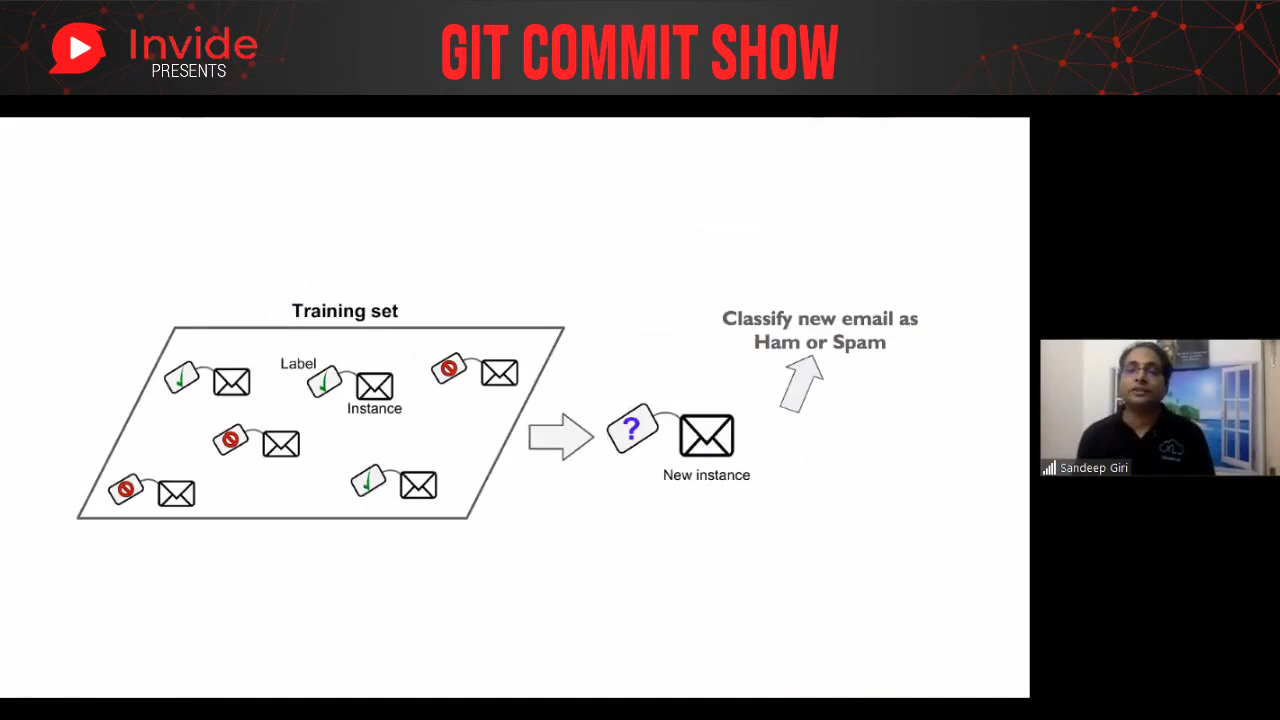 Invide
PRESENTS
GIT COMMIT SHOW
Training set
Label
Instance
?
New instance
Classify new email as
Ham or Spam
Sandeep Giri